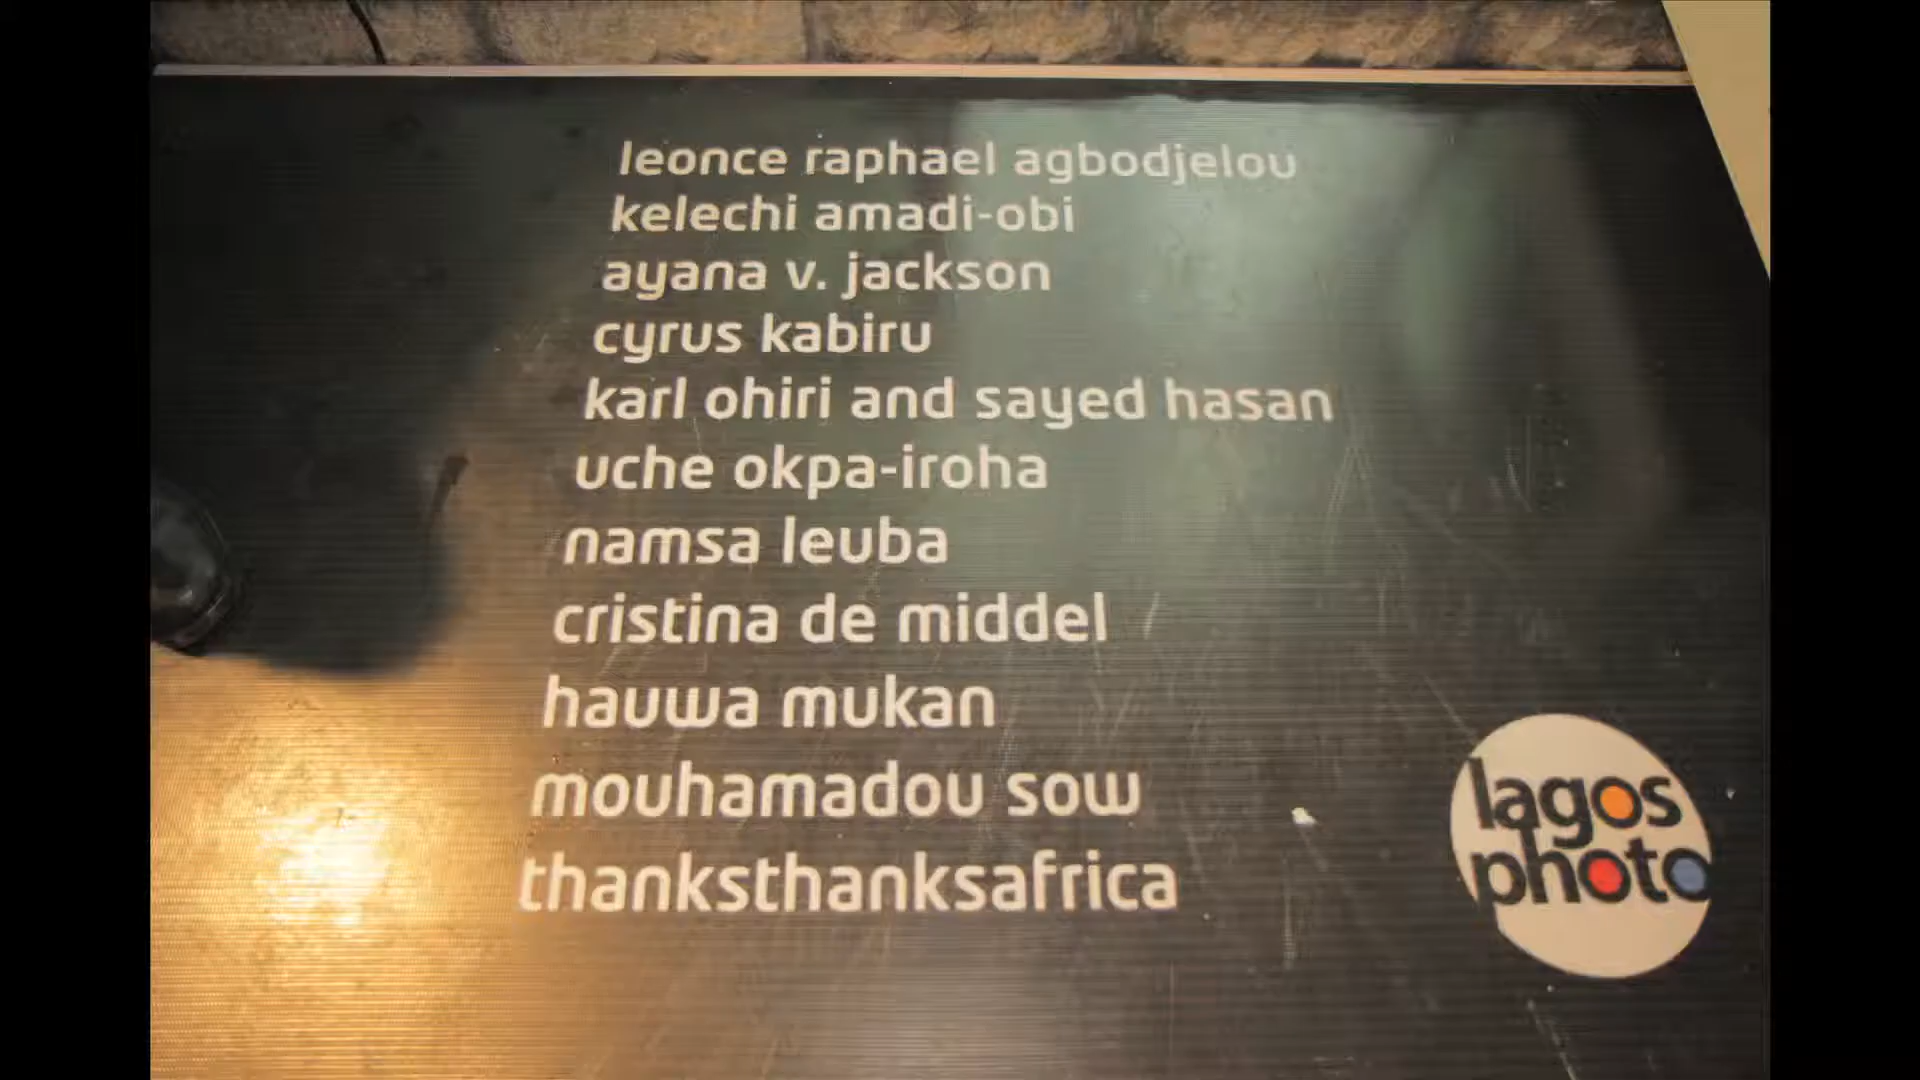 leonce raphael agbodjelou
kelechi amadi-obi
ayana v. jackson
cyrus kabiru
karl ohiri and sayed hasan
uche okpa-iroha
namsa leuba
cristina de middel
hauwa mukan
mouhamadou sow
thanksthanksafrica
lagos
photo